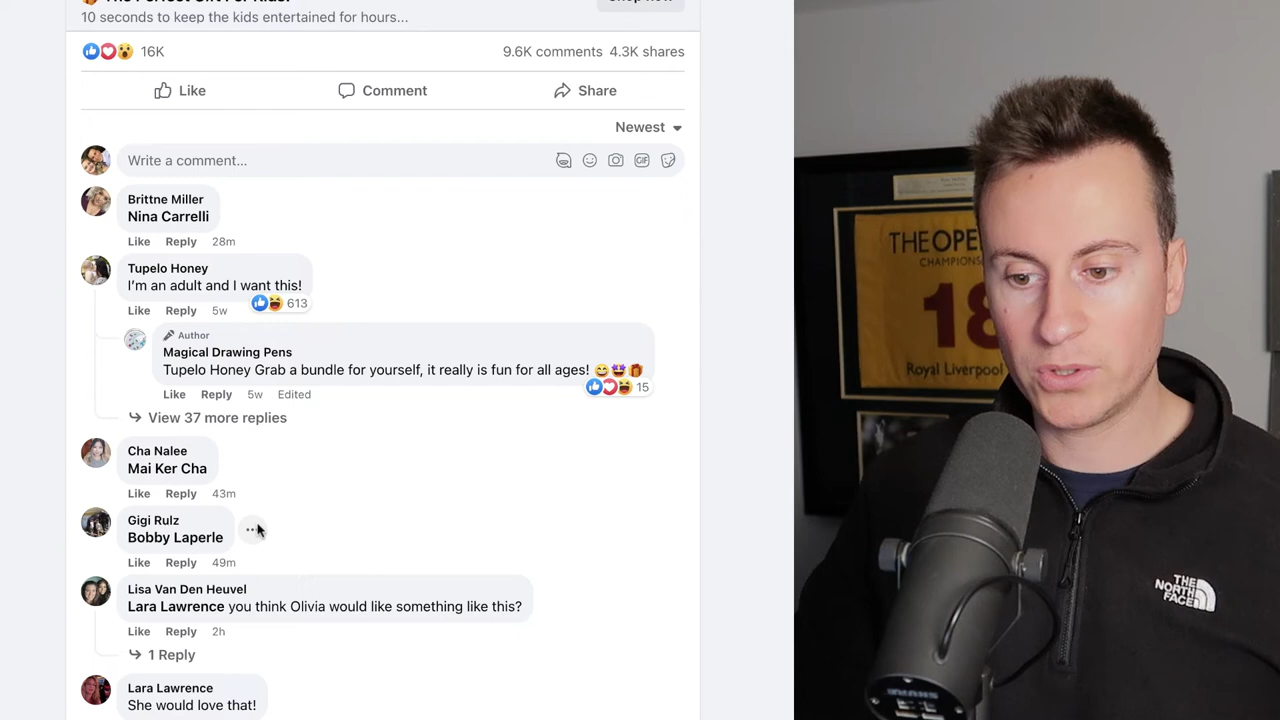 10 seconds to keep the kids entertained for hours...
16K
9.6K comments 4.3K shares
Like
Comment
Share
Newest
Write a comment...
GIF
Brittne Miller
Nina Carrelli
Like Reply 28m
Tupelo Honey
I'm an adult and I want this!
613
Like Reply 5w
Author
Magical Drawing Pens
Tupelo Honey Grab a bundle for yourself, it really is fun for all ages! 😄🤩🎁
15
Like Reply 5w Edited
View 37 more replies
Cha Nalee
Mai Ker Cha
Like Reply 43m
Gigi Rulz
Bobby Laperle
Like Reply 49m
Lisa Van Den Heuvel
Lara Lawrence you think Olivia would like something like this?
Like Reply 2h
1 Reply
Lara Lawrence
She would love that!
THE OPE
CHAMPIONS
18
Royal Liverpool
THE
NORTH
FACE